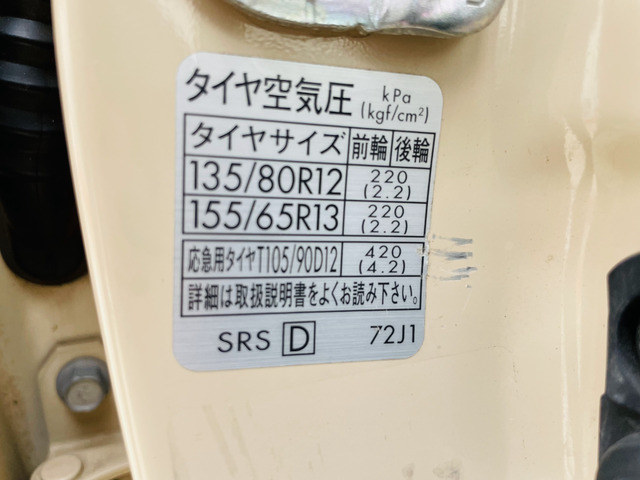 タイヤ空気圧 kPa (kgf/cm²)
タイヤサイズ 前輪 後輪
135/80R12 220 (2.2)
155/65R13 220 (2.2)
応急用タイヤT105/90D12 420 (4.2)
詳細は取扱説明書をよくお読み下さい。
SRS D 72J1